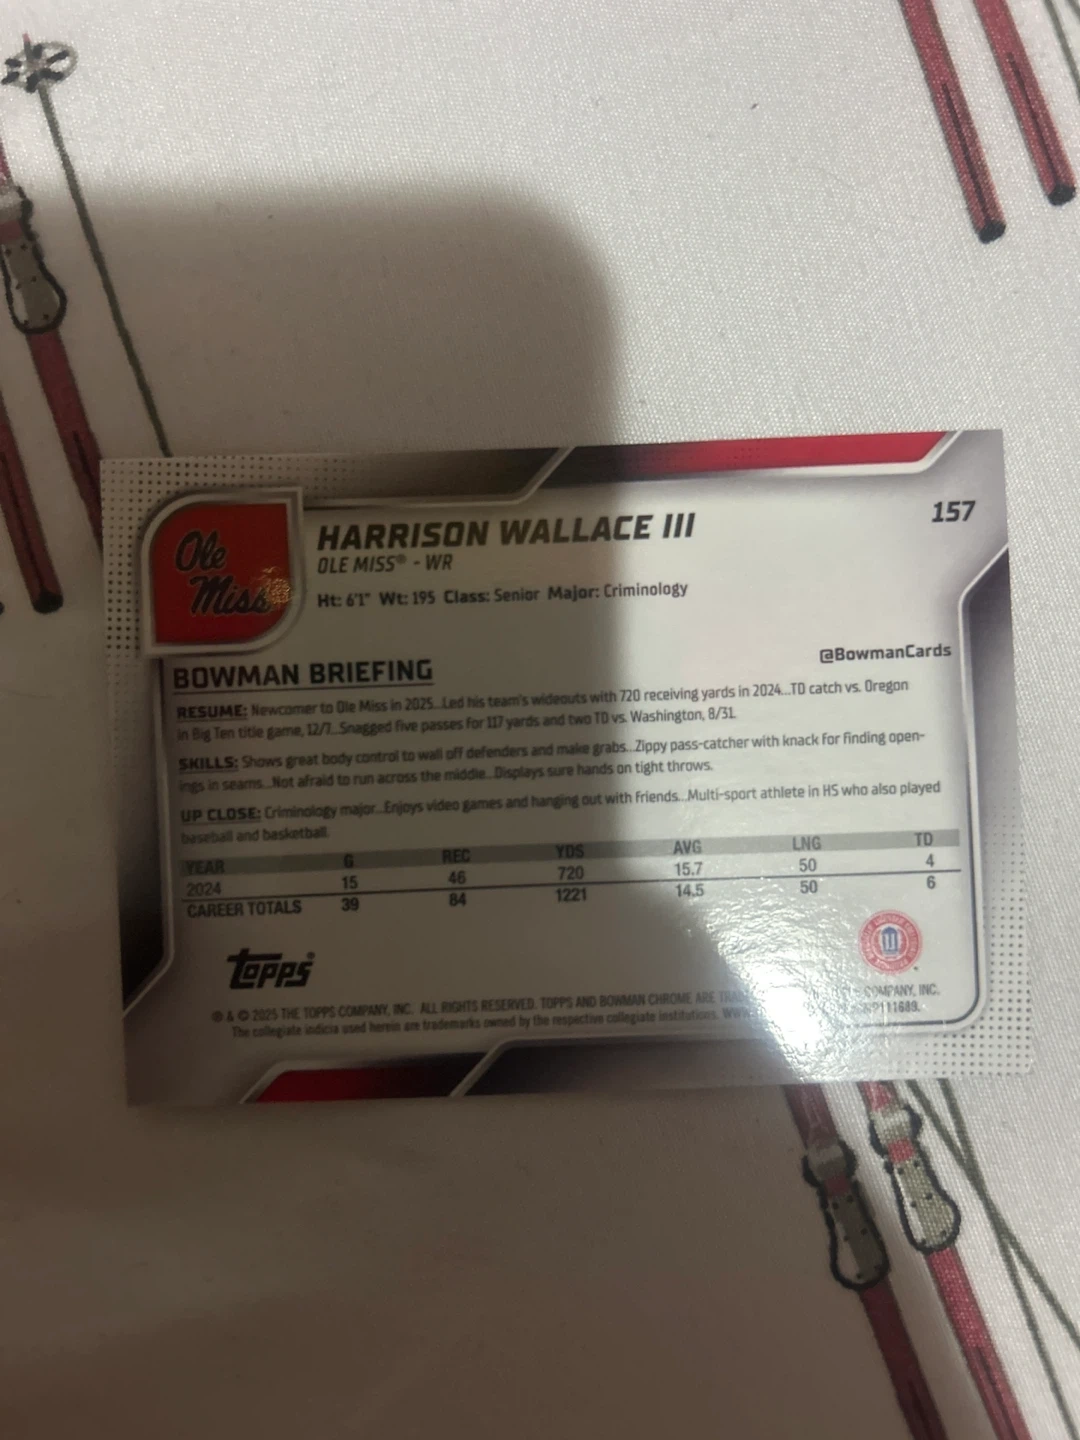 Ole
Miss
HARRISON WALLACE III
157
OLE MISS® - WR
Ht: 6'1" Wt: 195 Class: Senior Major: Criminology
@BowmanCards
BOWMAN BRIEFING
RESUME: Newcomer to Ole Miss in 2025...Led his team's wideouts with 720 receiving yards in 2024...TD catch vs. Oregon
in Big Ten title game, 12/7...Snagged five passes for 117 yards and two TD vs. Washington, 8/31.
SKILLS: Shows great body control to wall off defenders and make grabs...Zippy pass-catcher with knack for finding open-
ings in seams...Not afraid to run across the middle...Displays sure hands on tight throws.
UP CLOSE: Criminology major...Enjoys video games and hanging out with friends...Multi-sport athlete in HS who also played
baseball and basketball.
YEAR G REC YDS AVG LNG TD
2024 15 46 720 15.7 50 4
CAREER TOTALS 39 84 1221 14.5 50 6
topps
® & © 2025 THE TOPPS COMPANY, INC. ALL RIGHTS RESERVED. TOPPS AND BOWMAN CHROME ARE COMPANY, INC.
The collegiate indicia used herein are trademarks owned by the respective collegiate institutions.